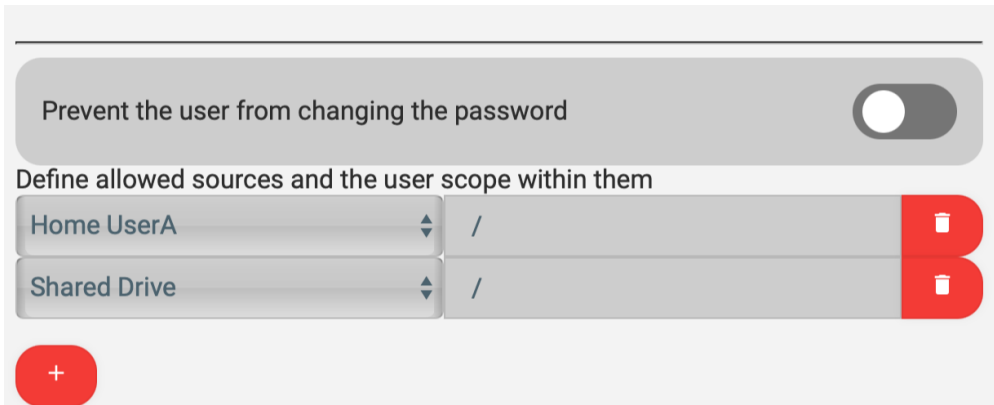 Prevent the user from changing the password
Define allowed sources and the user scope within them
Home UserA /
Shared Drive /
+